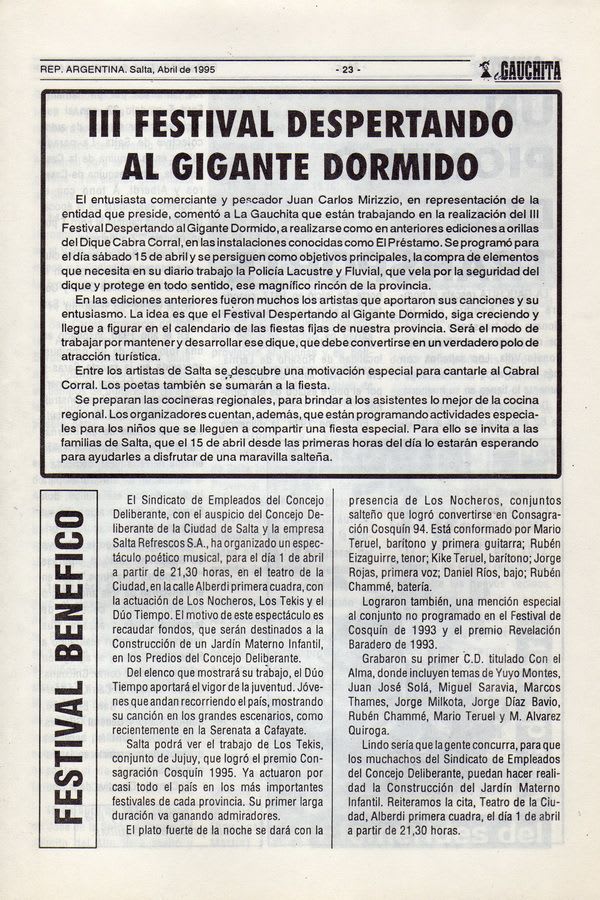 REP. ARGENTINA. Salta, Abril de 1995
- 23 -
La GAUCHITA
III FESTIVAL DESPERTANDO
AL GIGANTE DORMIDO
El entusiasta comerciante y pescador Juan Carlos Mirizzio, en representación de la
entidad que preside, comentó a La Gauchita que están trabajando en la realización del III
Festival Despertando al Gigante Dormido, a realizarse como en anteriores ediciones a orillas
del Dique Cabra Corral, en las instalaciones conocidas como El Préstamo. Se programó para
el día sábado 15 de abril y se persiguen como objetivos principales, la compra de elementos
que necesita en su diario trabajo la Policía Lacustre y Fluvial, que vela por la seguridad del
dique y protege en todo sentido, ese magnífico rincón de la provincia.
En las ediciones anteriores fueron muchos los artistas que aportaron sus canciones y su
entusiasmo. La idea es que el Festival Despertando al Gigante Dormido, siga creciendo y
llegue a figurar en el calendario de las fiestas fijas de nuestra provincia. Será el modo de
trabajar por mantener y desarrollar ese dique, que debe convertirse en un verdadero polo de
atracción turística.
Entre los artistas de Salta se descubre una motivación especial para cantarle al Cabral
Corral. Los poetas también se sumarán a la fiesta.
Se preparan las cocineras regionales, para brindar a los asistentes lo mejor de la cocina
regional. Los organizadores cuentan, además, que están programando actividades especia-
les para los niños que se lleguen a compartir una fiesta especial. Para ello se invita a las
familias de Salta, que el 15 de abril desde las primeras horas del día lo estarán esperando
para ayudarles a disfrutar de una maravilla salteña.
FESTIVAL BENEFICO
El Sindicato de Empleados del Concejo
Deliberante, con el auspicio del Concejo De-
liberante de la Ciudad de Salta y la empresa
Salta Refrescos S.A., ha organizado un espec-
táculo poético musical, para el día 1 de abril
a partir de 21,30 horas, en el teatro de la
Ciudad, en la calle Alberdi primera cuadra, con
la actuación de Los Nocheros, Los Tekis y el
Dúo Tiempo. El motivo de este espectáculo es
recaudar fondos, que serán destinados a la
Construcción de un Jardín Materno Infantil,
en los Predios del Concejo Deliberante.
Del elenco que mostrará su trabajo, el Dúo
Tiempo aportará el vigor de la juventud. Jóve-
nes que andan recorriendo el país, mostrando
su canción en los grandes escenarios, como
recientemente en la Serenata a Cafayate.
Salta podrá ver el trabajo de Los Tekis,
conjunto de Jujuy, que logró el premio Con-
sagración Cosquín 1995. Ya actuaron por
casi todo el país en los más importantes
festivales de cada provincia. Su primer larga
duración va ganando admiradores.
El plato fuerte de la noche se dará con la
presencia de Los Nocheros, conjuntos
salteño que logró convertirse en Consagra-
ción Cosquín 94. Está conformado por Mario
Teruel, barítono y primera guitarra; Rubén
Eizaguirre, tenor; Kike Teruel, barítono; Jorge
Rojas, primera voz; Daniel Ríos, bajo; Rubén
Chammé, batería.
Lograron también, una mención especial
al conjunto no programado en el Festival de
Cosquín de 1993 y el premio Revelación
Baradero de 1993.
Grabaron su primer C.D. titulado Con el
Alma, donde incluyen temas de Yuyo Montes,
Juan José Solá, Miguel Saravia, Marcos
Thames, Jorge Milkota, Jorge Díaz Bavio,
Rubén Chammé, Mario Teruel y M. Alvarez
Quiroga.
Lindo sería que la gente concurra, para que
los muchachos del Sindicato de Empleados
del Concejo Deliberante, puedan hacer reali-
dad la Construcción del Jardín Materno
Infantil. Reiteramos la cita, Teatro de la Ciu-
dad, Alberdi primera cuadra, el día 1 de abril
a partir de 21,30 horas.